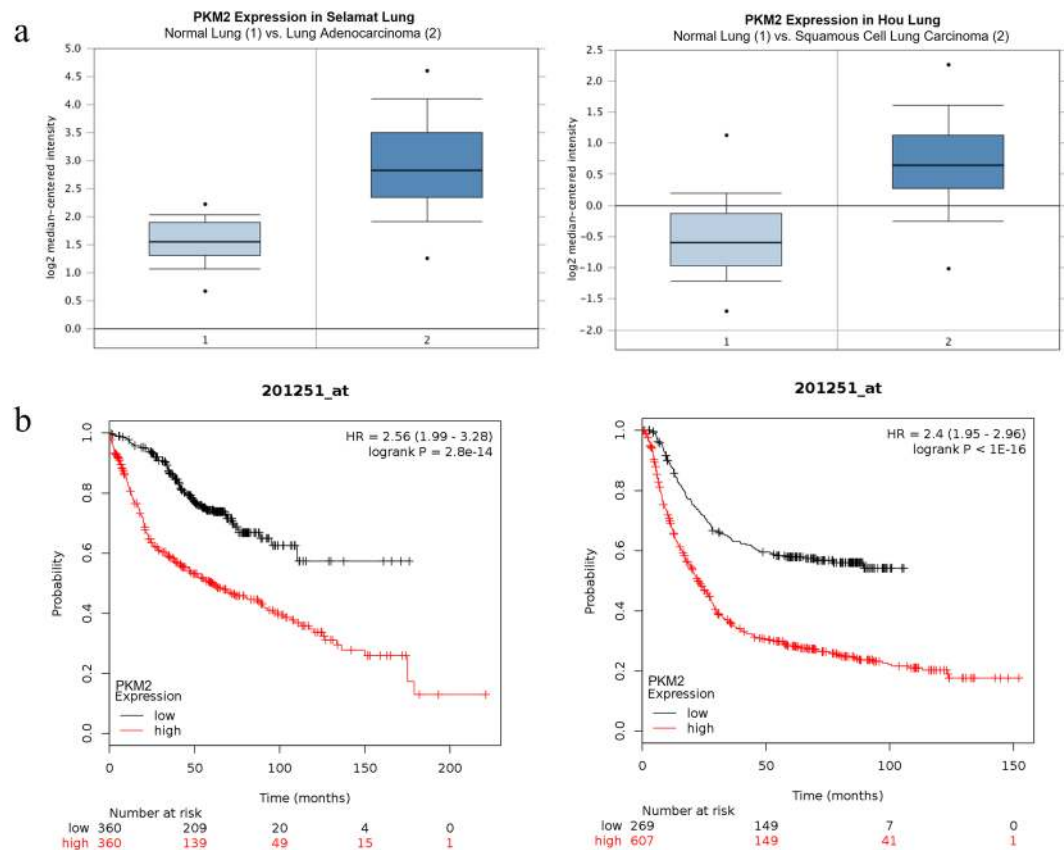 a
PKM2 Expression in Selamat Lung
Normal Lung (1) vs. Lung Adenocarcinoma (2)
log2 median-centered intensity
5.0
4.5
4.0
3.5
3.0
2.5
2.0
1.5
1.0
0.5
0.0
1 2
PKM2 Expression in Hou Lung
Normal Lung (1) vs. Squamous Cell Lung Carcinoma (2)
log2 median-centered intensity
2.5
2.0
1.5
1.0
0.5
0.0
−0.5
−1.0
−1.5
−2.0
1 2
b
201251_at
HR = 2.56 (1.99 - 3.28)
logrank P = 2.8e-14
Probability
1.0
0.8
0.6
0.4
0.2
0.0
PKM2
Expression
low
high
0 50 100 150 200
Time (months)
Number at risk
low 360 209 20 4 0
high 360 139 49 15 1
201251_at
HR = 2.4 (1.95 - 2.96)
logrank P < 1E-16
Probability
1.0
0.8
0.6
0.4
0.2
0.0
PKM2
Expression
low
high
0 50 100 150
Time (months)
Number at risk
low 269 149 7 0
high 607 149 41 1